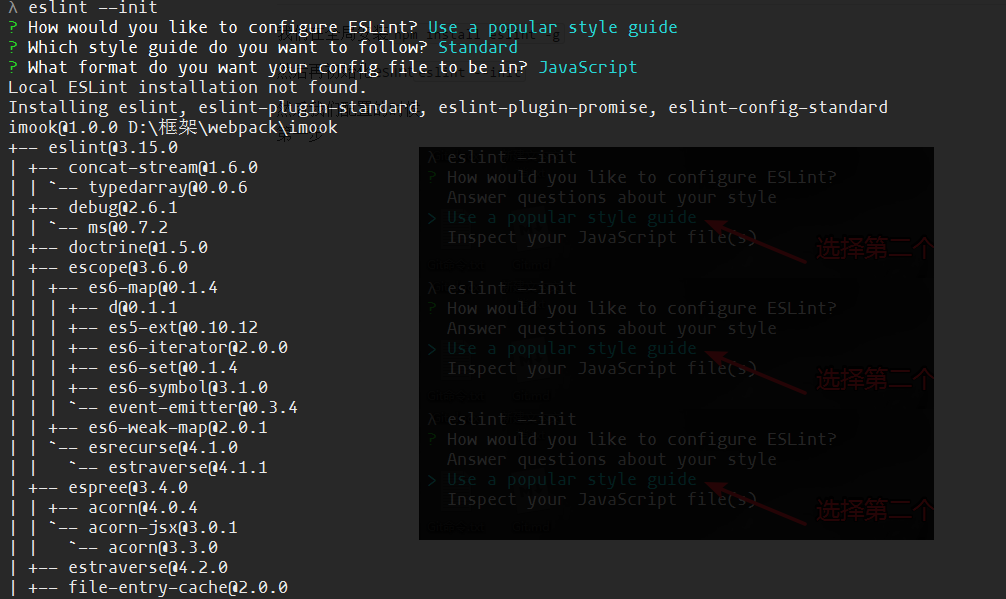 λ eslint --init
? How would you like to configure ESLint? Use a popular style guide
? Which style guide do you want to follow? Standard
? What format do you want your config file to be in? JavaScript
Local ESLint installation not found.
Installing eslint, eslint-plugin-standard, eslint-plugin-promise, eslint-config-standard
imook@1.0.0 D:\框架\webpack\imook
+-- eslint@3.15.0
| +-- concat-stream@1.6.0
| | `-- typedarray@0.0.6
| +-- debug@2.6.1
| | `-- ms@0.7.2
| +-- doctrine@1.5.0
| +-- escope@3.6.0
| | +-- es6-map@0.1.4
| | | +-- d@0.1.1
| | | +-- es5-ext@0.10.12
| | | +-- es6-iterator@2.0.0
| | | +-- es6-set@0.1.4
| | | +-- es6-symbol@3.1.0
| | | `-- event-emitter@0.3.4
| | +-- es6-weak-map@2.0.1
| | `-- esrecurse@4.1.0
| |   `-- estraverse@4.1.1
| +-- espree@3.4.0
| | +-- acorn@4.0.4
| | `-- acorn-jsx@3.0.1
| |   `-- acorn@3.3.0
| +-- estraverse@4.2.0
| +-- file-entry-cache@2.0.0
λ eslint --init
? How would you like to configure ESLint?
Answer questions about your style
> Use a popular style guide
Inspect your JavaScript file(s)
选择第二个
λ eslint --init
? How would you like to configure ESLint?
Answer questions about your style
> Use a popular style guide
Inspect your JavaScript file(s)
选择第二个
λ eslint --init
? How would you like to configure ESLint?
Answer questions about your style
> Use a popular style guide
Inspect your JavaScript file(s)
选择第二个